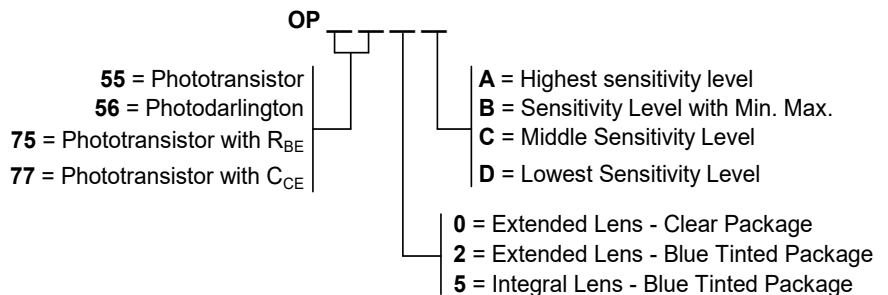 OP
55 = Phototransistor
56 = Photodarlington
75 = Phototransistor with RBE
77 = Phototransistor with CCE
A = Highest sensitivity level
B = Sensitivity Level with Min. Max.
C = Middle Sensitivity Level
D = Lowest Sensitivity Level
0 = Extended Lens - Clear Package
2 = Extended Lens - Blue Tinted Package
5 = Integral Lens - Blue Tinted Package